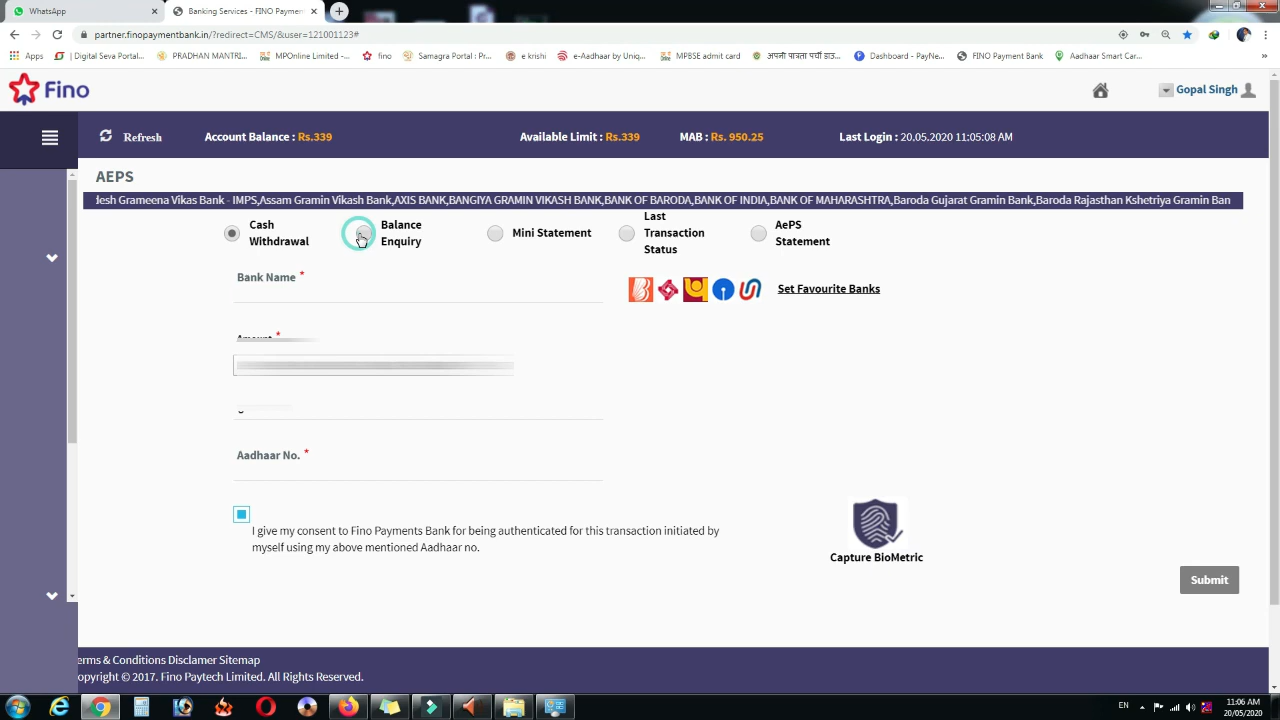 WhatsApp
Banking Services - FINO Payment
partner.finopaymentbank.in/?redirect=CMS/&user=121001123#
Apps
| Digital Seva Portal...
PRADHAN MANTRI...
MPOnline Limited -...
fino
Samagra Portal : Pr...
e krishi
e-Aadhaar by Uniq...
MPBSE admit card
अपनी पात्रता पर्ची डाउ...
Dashboard - PayNe...
FINO Payment Bank
Aadhaar Smart Car...
»
Fino
Gopal Singh
Refresh
Account Balance : Rs.339
Available Limit : Rs.339
MAB: Rs. 950.25
Last Login : 20.05.2020 11:05:08 AM
AEPS
desh Grameena Vikas Bank - IMPS,Assam Gramin Vikash Bank,AXIS BANK,BANGIYA GRAMIN VIKASH BANK,BANK OF BARODA,BANK OF INDIA,BANK OF MAHARASHTRA,Baroda Gujarat Gramin Bank,Baroda Rajasthan Kshetriya Gramin Ban
Cash
Withdrawal
Balance
Enquiry
Mini Statement
Last
Transaction
Status
AePS
Statement
Bank Name *
Set Favourite Banks
Amount *
Aadhaar No. *
I give my consent to Fino Payments Bank for being authenticated for this transaction initiated by
myself using my above mentioned Aadhaar no.
Capture BioMetric
Submit
erms & Conditions Disclamer Sitemap
opyright © 2017. Fino Paytech Limited. All Rights Reserved.
EN
11:06 AM
20/05/2020